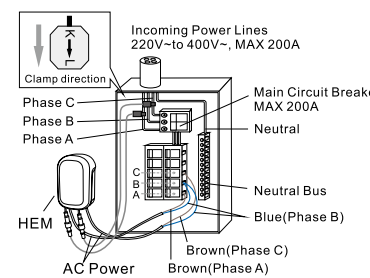 K
L
Clamp direction
Incoming Power Lines
220V~to 400V~, MAX 200A
Main Circuit Breake
MAX 200A
Phase C
Phase B
Phase A
Neutral
C
B
A
Neutral Bus
Blue(Phase B)
HEM
Brown(Phase C)
AC Power
Brown(Phase A)